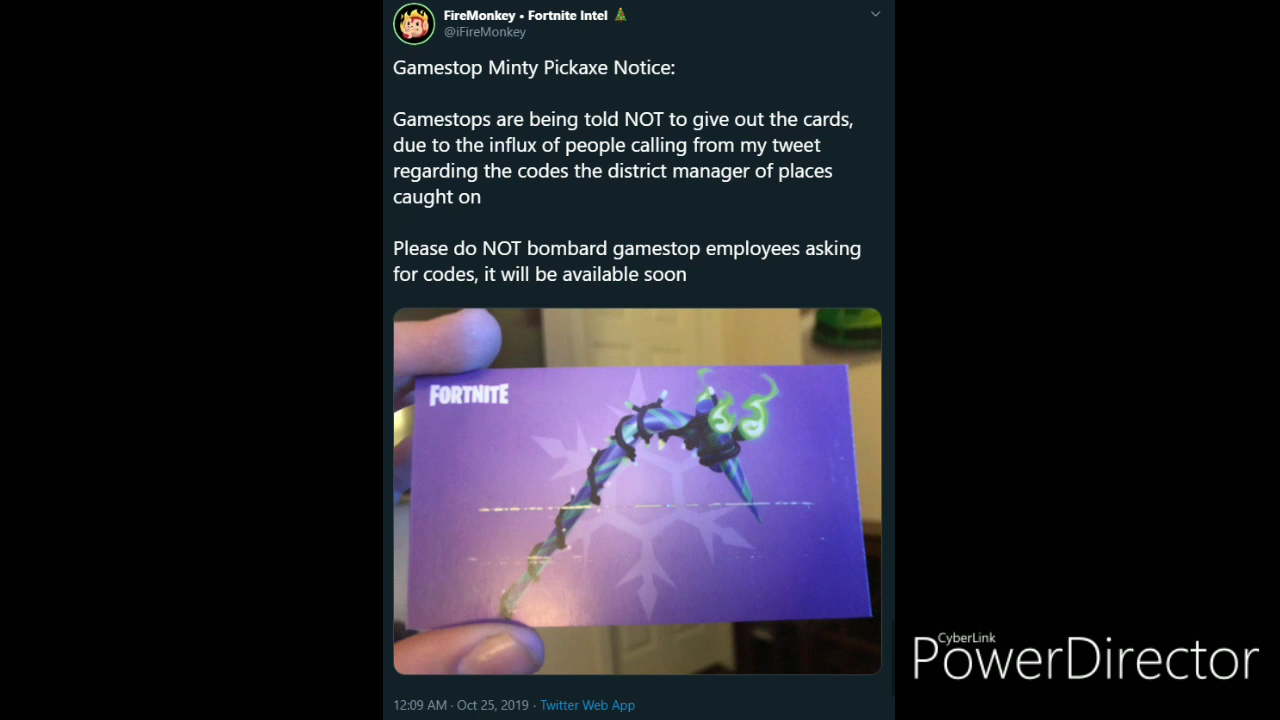 FireMonkey • Fortnite Intel 🎄
@iFireMonkey
Gamestop Minty Pickaxe Notice:
Gamestops are being told NOT to give out the cards,
due to the influx of people calling from my tweet
regarding the codes the district manager of places
caught on
Please do NOT bombard gamestop employees asking
for codes, it will be available soon
FORTNITE
12:09 AM · Oct 25, 2019 · Twitter Web App
CyberLink
PowerDirector